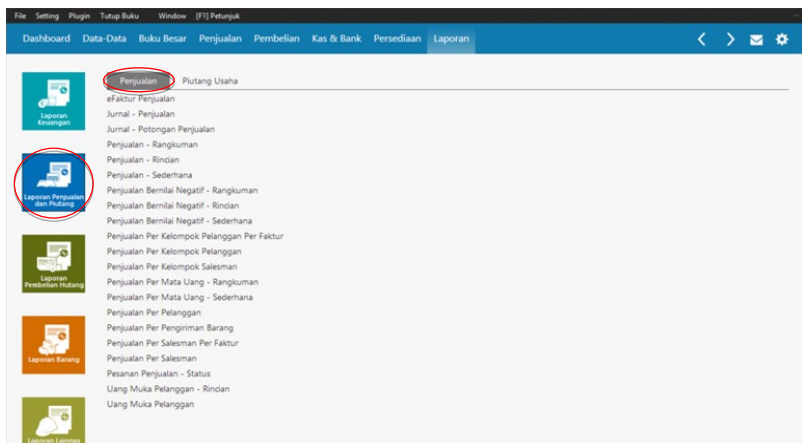 File Setting Plugin Tutup Buku Window [F1] Petunjuk
Dashboard Data-Data Buku Besar Penjualan Pembelian Kas & Bank Persediaan Laporan
Penjualan Piutang Usaha
Laporan
Keuangan
Laporan Penjualan
dan Piutang
Laporan
Pembelian Hutang
Laporan Barang
Laporan Lainnya
eFaktur Penjualan
Jurnal - Penjualan
Jurnal - Potongan Penjualan
Penjualan - Rangkuman
Penjualan - Rincian
Penjualan - Sederhana
Penjualan Bernilai Negatif - Rangkuman
Penjualan Bernilai Negatif - Rincian
Penjualan Bernilai Negatif - Sederhana
Penjualan Per Kelompok Pelanggan Per Faktur
Penjualan Per Kelompok Pelanggan
Penjualan Per Kelompok Salesman
Penjualan Per Mata Uang - Rangkuman
Penjualan Per Mata Uang - Sederhana
Penjualan Per Pelanggan
Penjualan Per Pengiriman Barang
Penjualan Per Salesman Per Faktur
Penjualan Per Salesman
Pesanan Penjualan - Status
Uang Muka Pelanggan - Rincian
Uang Muka Pelanggan